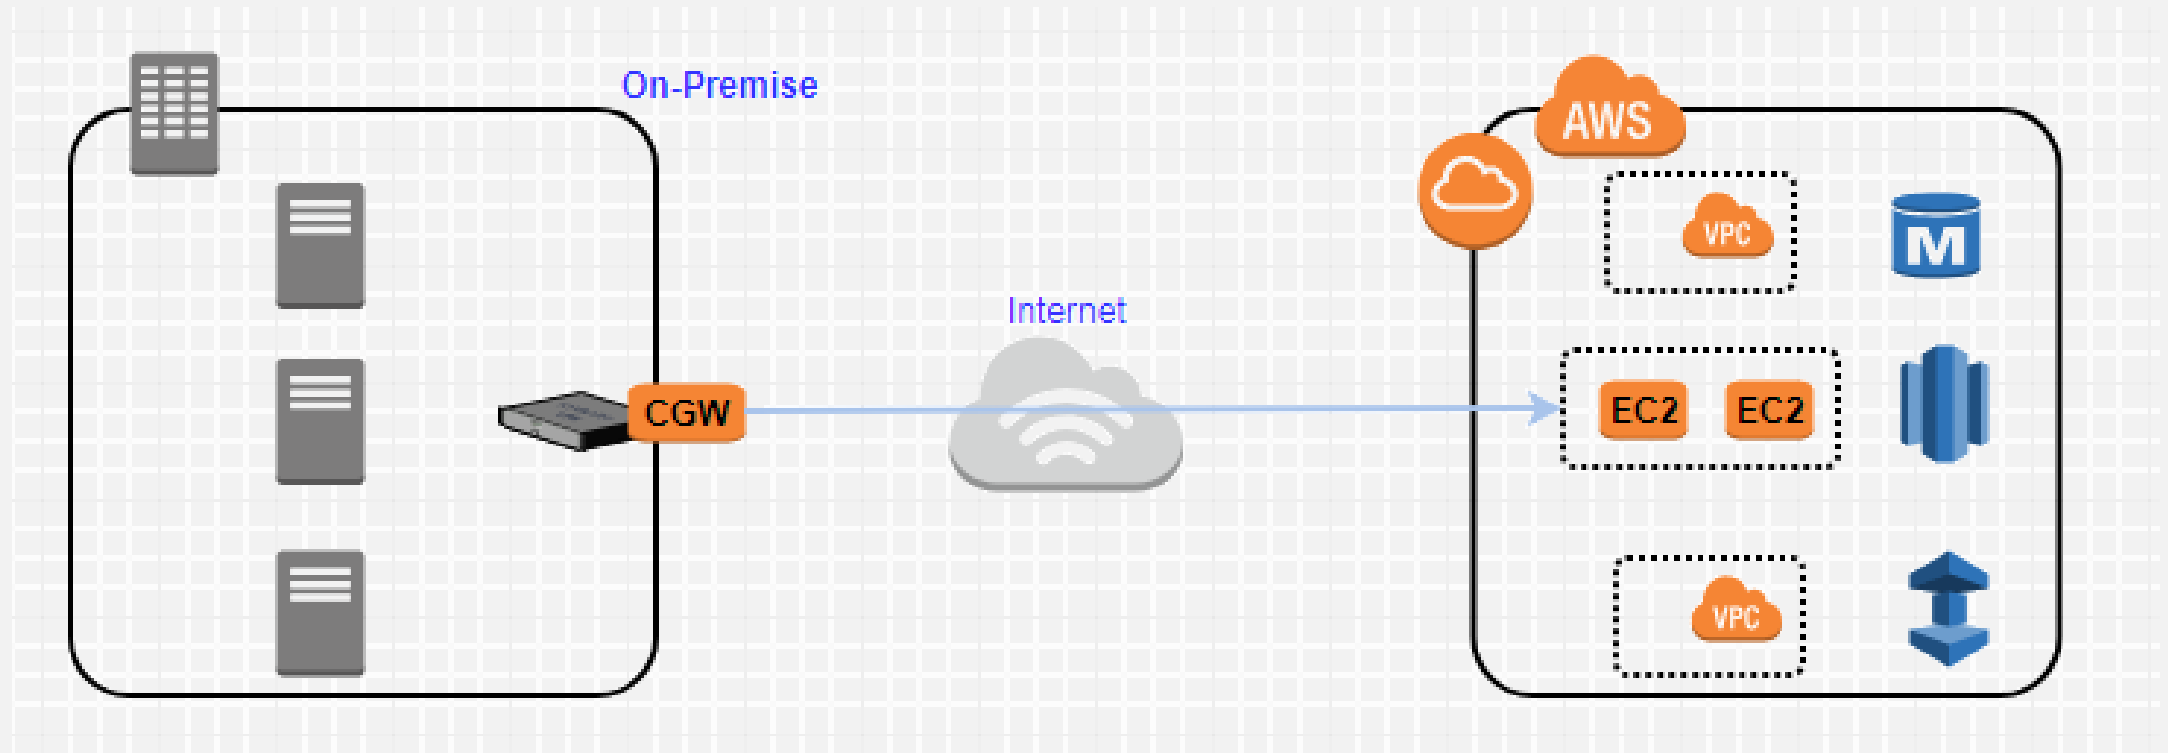 On-Premise
AWS
VPC
M
Internet
CGW
EC2 EC2
VPC